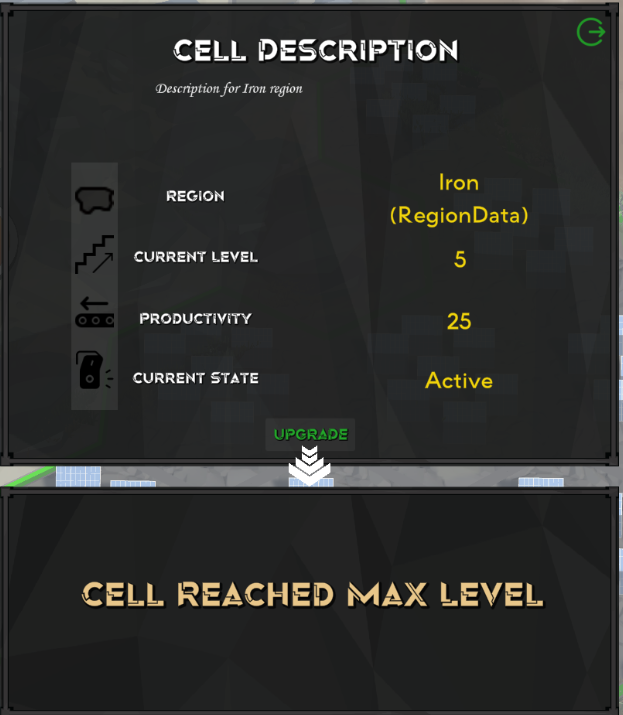 CELL DESCRIPTION
Description for Iron region
REGION
Iron
(RegionData)
CURRENT LEVEL
5
PRODUCTIVITY
25
CURRENT STATE
Active
UPGRADE
CELL REACHED MAX LEVEL